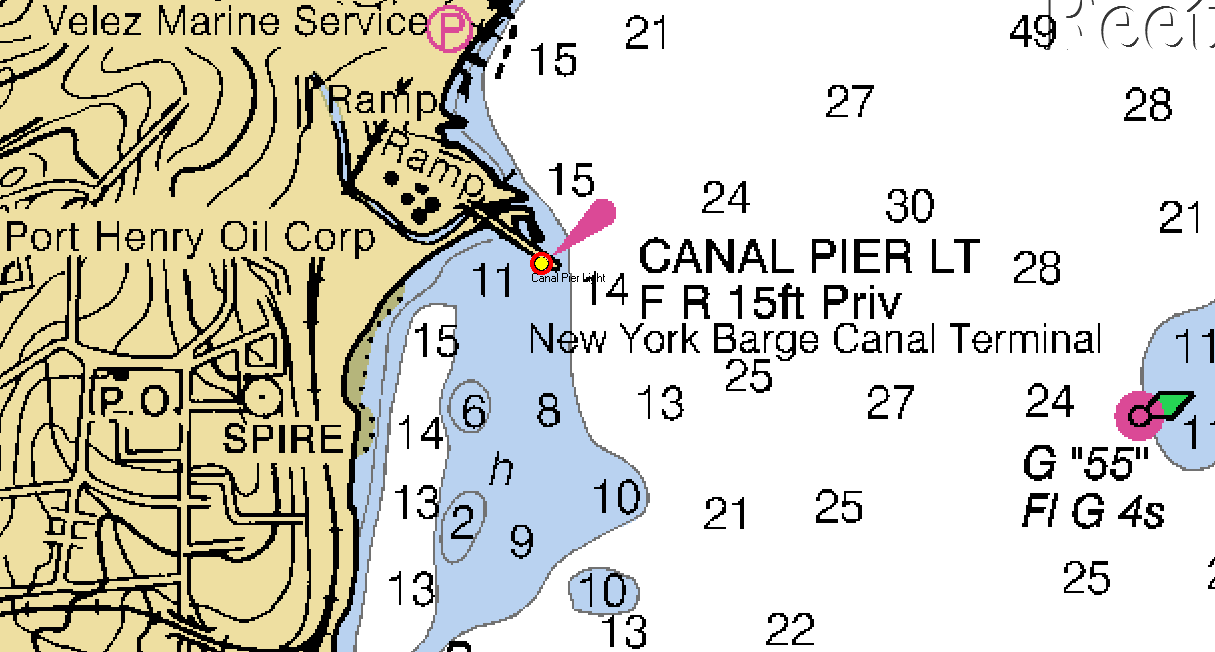 Velez Marine Service P
21
49
Reef
15
Ramp
27
28
Ramp
15
24
30
21
Port Henry Oil Corp
CANAL PIER LT
28
11
Canal Pier Light
14
F R 15ft Priv
15
New York Barge Canal Terminal
11
25
P.O.
6
8
13
27
24
SPIRE
14
11
h
G "55"
13
10
21
25
Fl G 4s
2
9
13
10
25
13
22